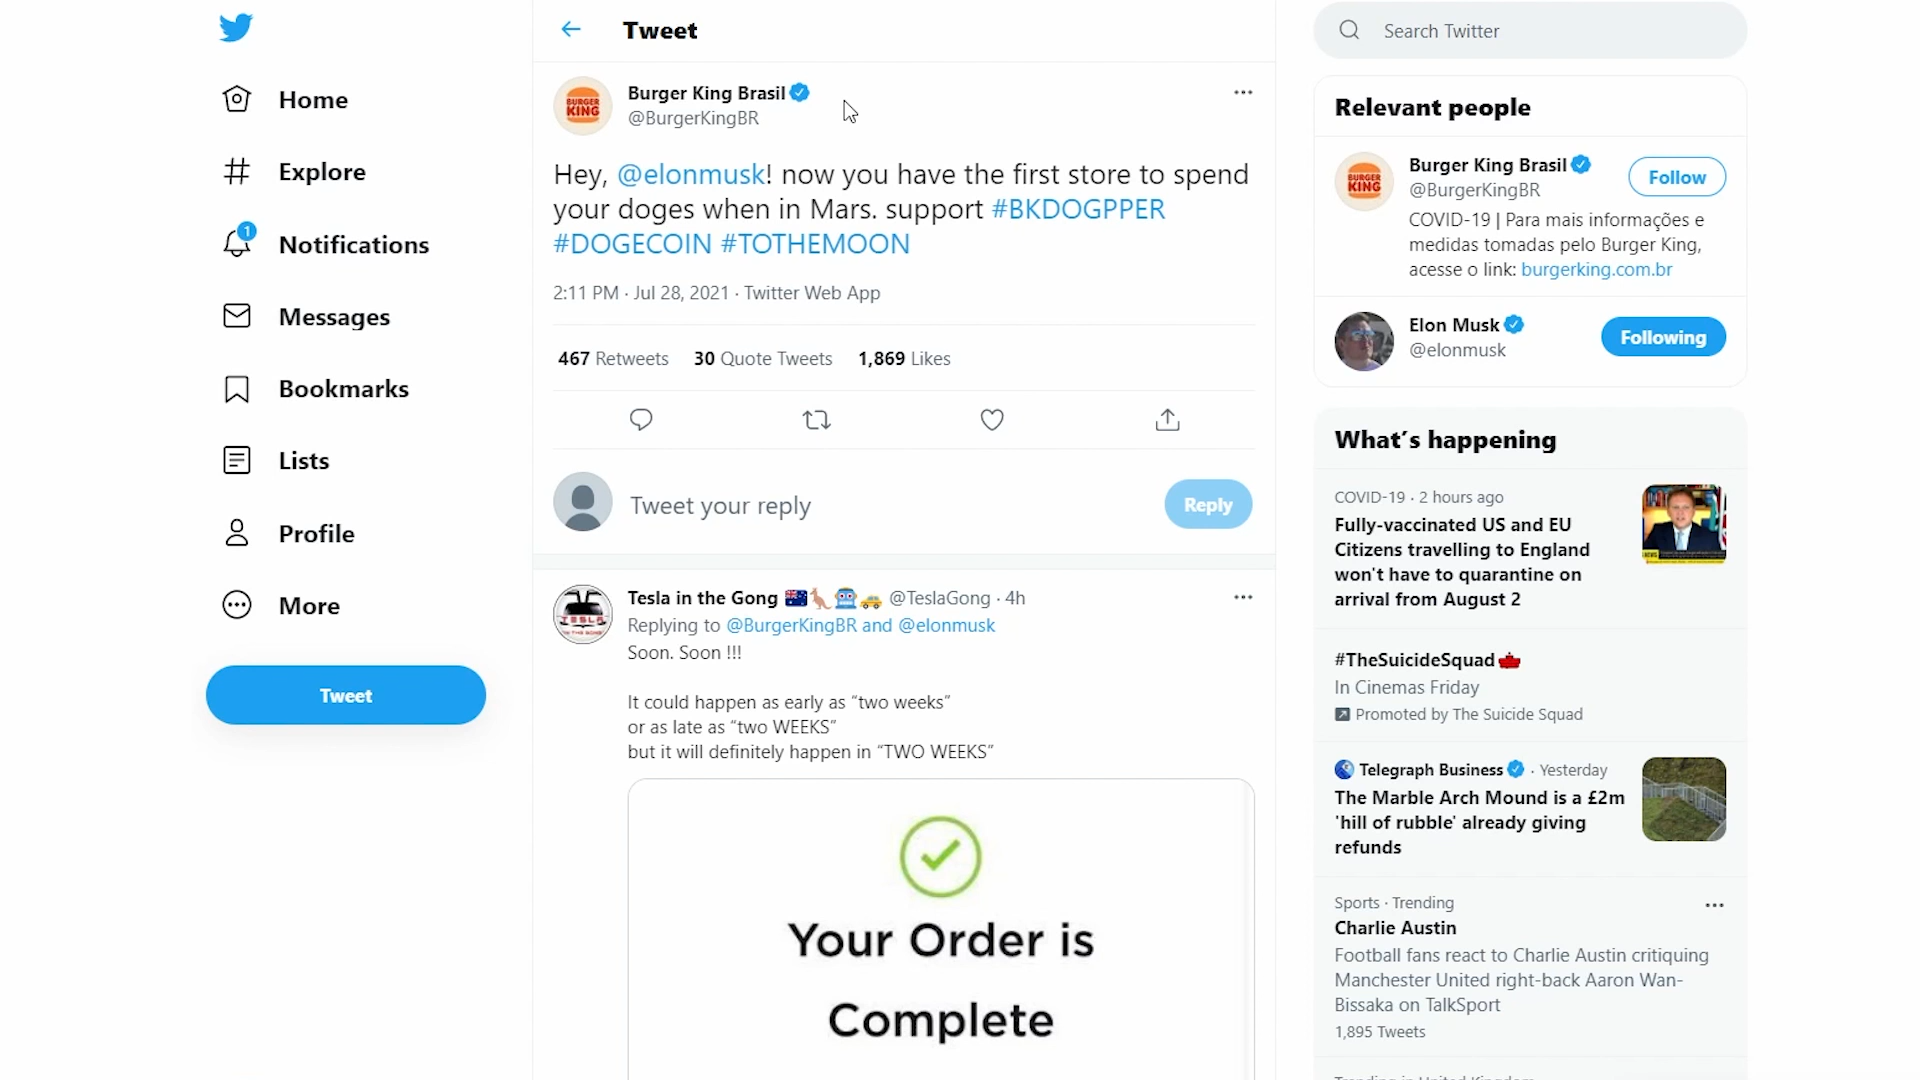 Home
Explore
1
Notifications
Messages
Bookmarks
Lists
Profile
More
Tweet
Tweet
BURGER
KING
Burger King Brasil
@BurgerKingBR
Hey, @elonmusk! now you have the first store to spend
your doges when in Mars. support #BKDOGPPER
#DOGECOIN #TOTHEMOON
2:11 PM · Jul 28, 2021 · Twitter Web App
467 Retweets 30 Quote Tweets 1,869 Likes
Tweet your reply
Reply
TESLA
Tesla in the Gong @TeslaGong · 4h
Replying to @BurgerKingBR and @elonmusk
Soon. Soon !!!
It could happen as early as “two weeks”
or as late as “two WEEKS”
but it will definitely happen in “TWO WEEKS”
Your Order is
Complete
Search Twitter
Relevant people
BURGER
KING
Burger King Brasil
@BurgerKingBR
Follow
COVID-19 | Para mais informações e
medidas tomadas pelo Burger King,
acesse o link: burgerking.com.br
Elon Musk
@elonmusk
Following
What’s happening
COVID-19 · 2 hours ago
Fully-vaccinated US and EU
Citizens travelling to England
won't have to quarantine on
arrival from August 2
#TheSuicideSquad
In Cinemas Friday
Promoted by The Suicide Squad
Telegraph Business · Yesterday
The Marble Arch Mound is a £2m
'hill of rubble' already giving
refunds
Sports · Trending
Charlie Austin
Football fans react to Charlie Austin critiquing
Manchester United right-back Aaron Wan-
Bissaka on TalkSport
1,895 Tweets
Trending in United Kingdom